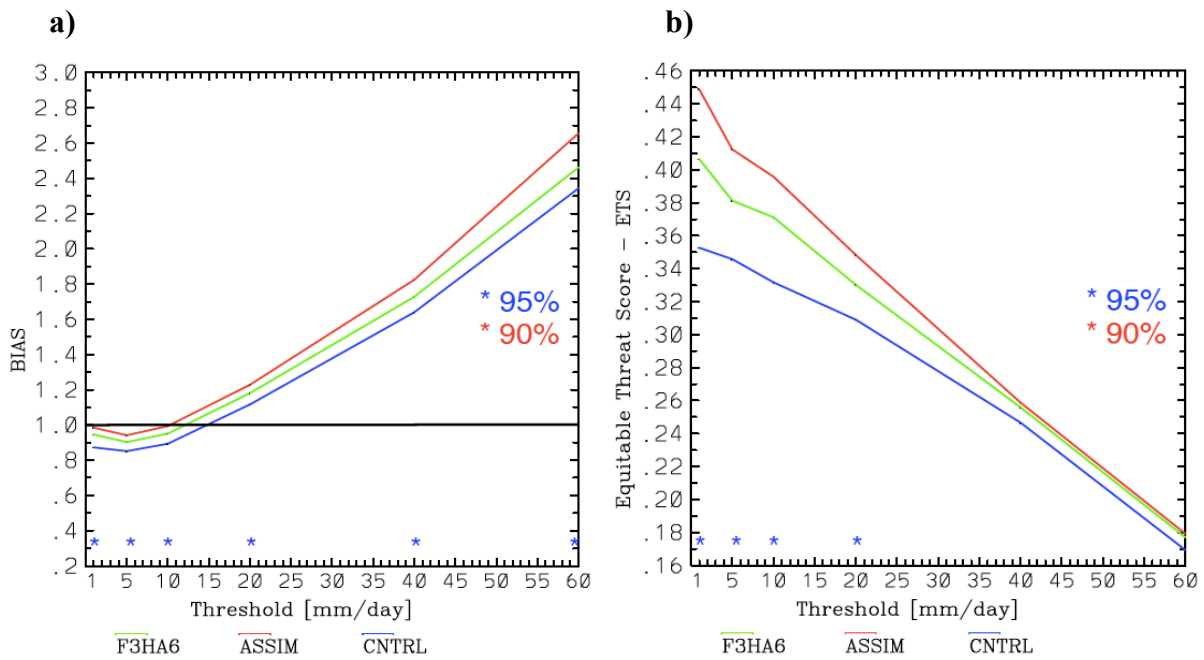 a)
BIAS
3.0
2.8
2.6
2.4
2.2
2.0
1.8
1.6
1.4
1.2
1.0
.8
.6
.4
.2
* 95%
* 90%
* * * * * *
1 5 10 15 20 25 30 35 40 45 50 55 60
Threshold [mm/day]
F3HA6 ASSIM CNTRL
b)
Equitable Threat Score – ETS
.46
.44
.42
.40
.38
.36
.34
.32
.30
.28
.26
.24
.22
.20
.18
.16
* 95%
* 90%
* * * *
1 5 10 15 20 25 30 35 40 45 50 55 60
Threshold [mm/day]
F3HA6 ASSIM CNTRL